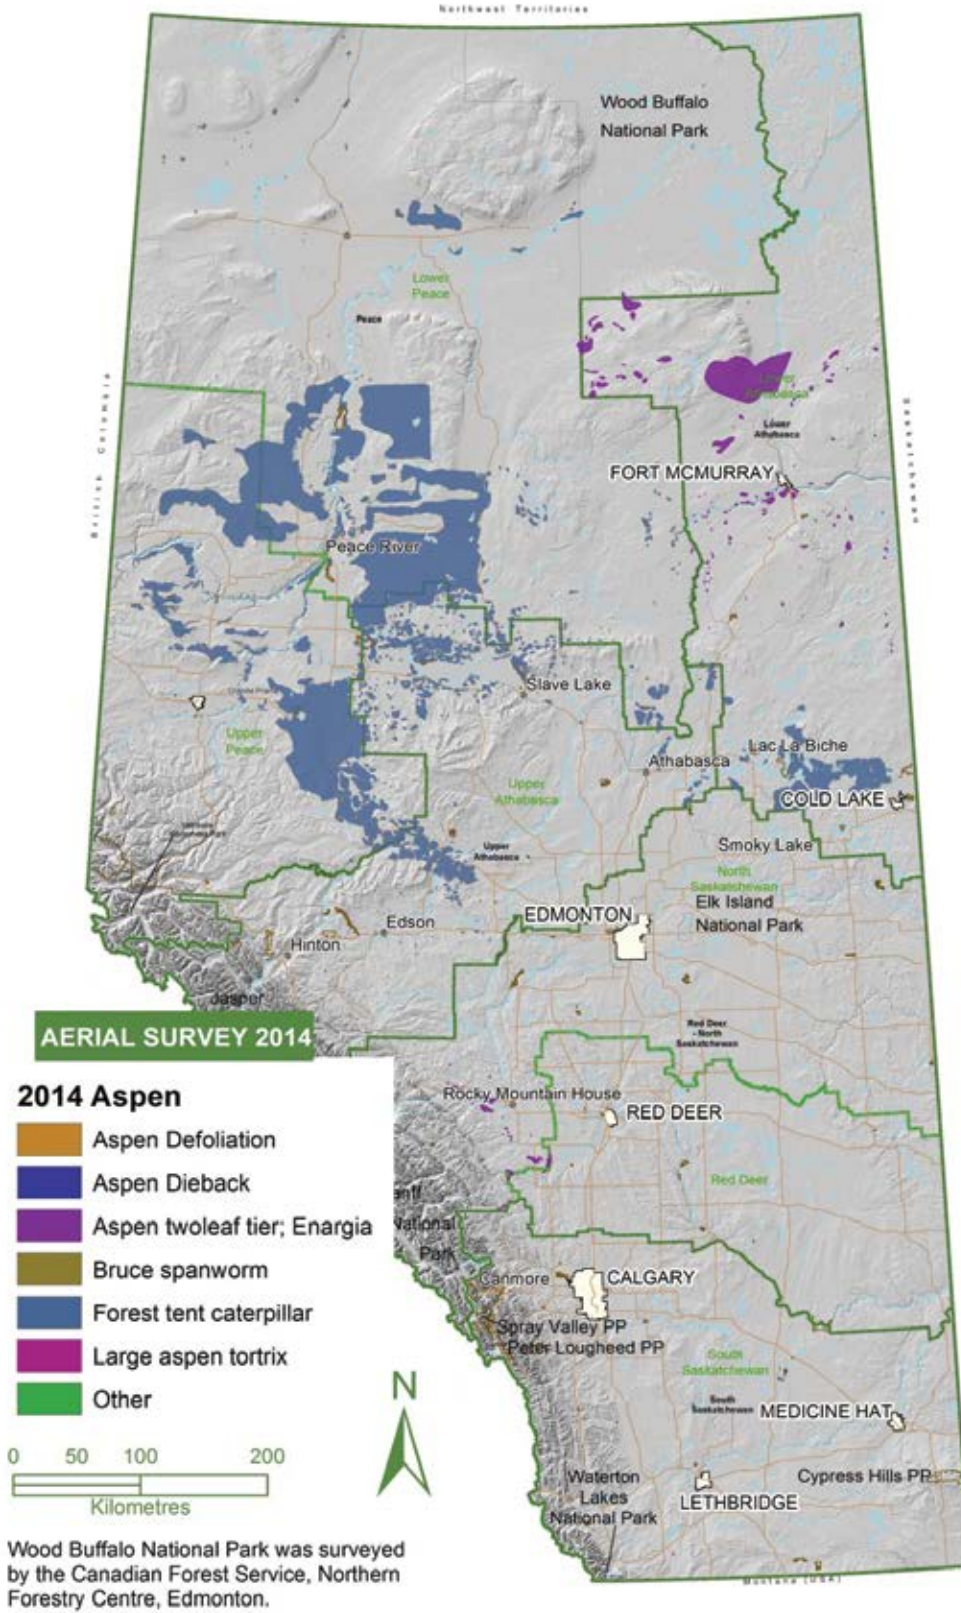 Northwest Territories
Wood Buffalo
National Park
Lower
Peace
Peace
British Columbia
Saskatchewan
Lower
Athabasca
Lower
Athabasca
FORT MCMURRAY
Peace River
Slave Lake
Upper
Peace
Upper
Athabasca
Lac La Biche
Athabasca
COLD LAKE
Smoky Lake
Upper
Athabasca
North
Saskatchewan
Elk Island
National Park
EDMONTON
Edson
Hinton
Jasper
Red Deer
- North
Saskatchewan
Rocky Mountain House
RED DEER
Red Deer
National
Park
Canmore
CALGARY
Spray Valley PP
Peter Lougheed PP
South
Saskatchewan
South
Saskatchewan
MEDICINE HAT
Cypress Hills PP
Waterton
Lakes
National Park
LETHBRIDGE
Montana (USA)
AERIAL SURVEY 2014
2014 Aspen
Aspen Defoliation
Aspen Dieback
Aspen twoleaf tier; Enargia
Bruce spanworm
Forest tent caterpillar
Large aspen tortrix
Other
N
0 50 100 200
Kilometres
Wood Buffalo National Park was surveyed
by the Canadian Forest Service, Northern
Forestry Centre, Edmonton.